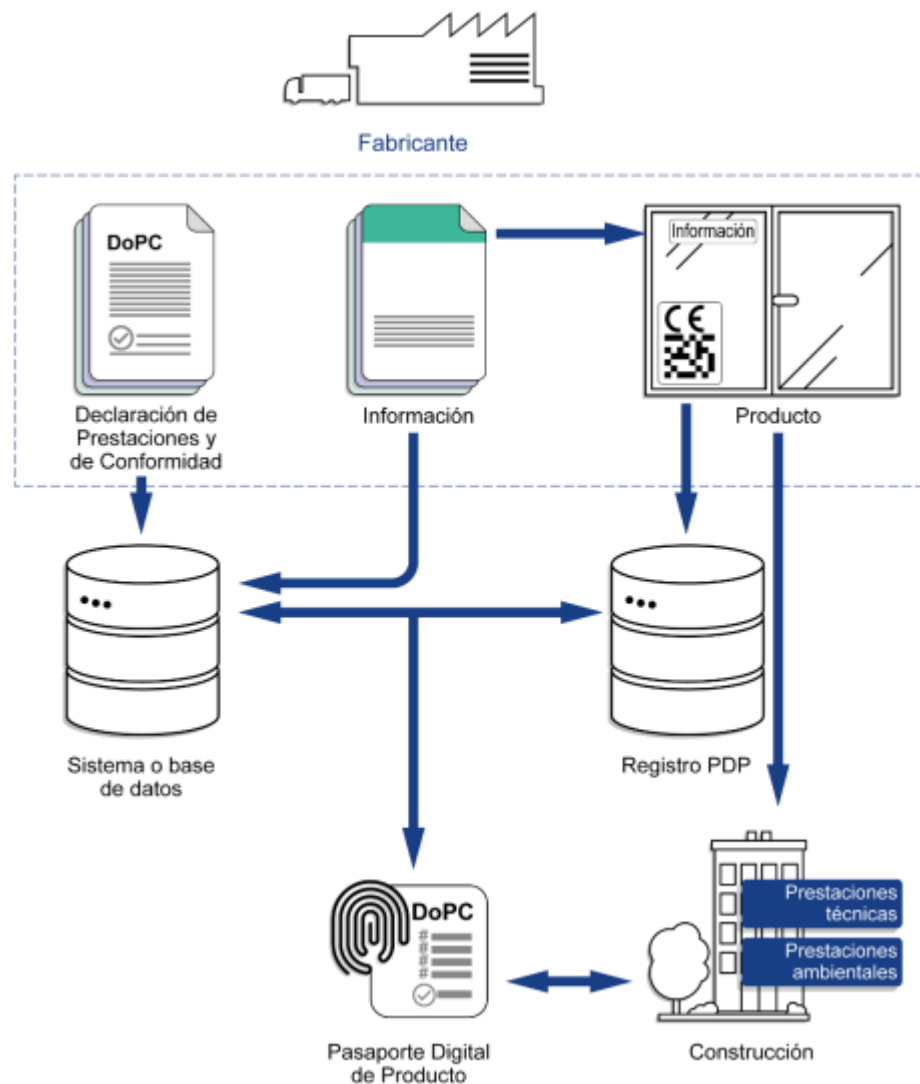 Fabricante
DoPC
Información
CE
Declaración de
Prestaciones y
de Conformidad
Información
Producto
Sistema o base
de datos
Registro PDP
DoPC
#
#
#
#
#
Prestaciones
técnicas
Prestaciones
ambientales
Pasaporte Digital
de Producto
Construcción